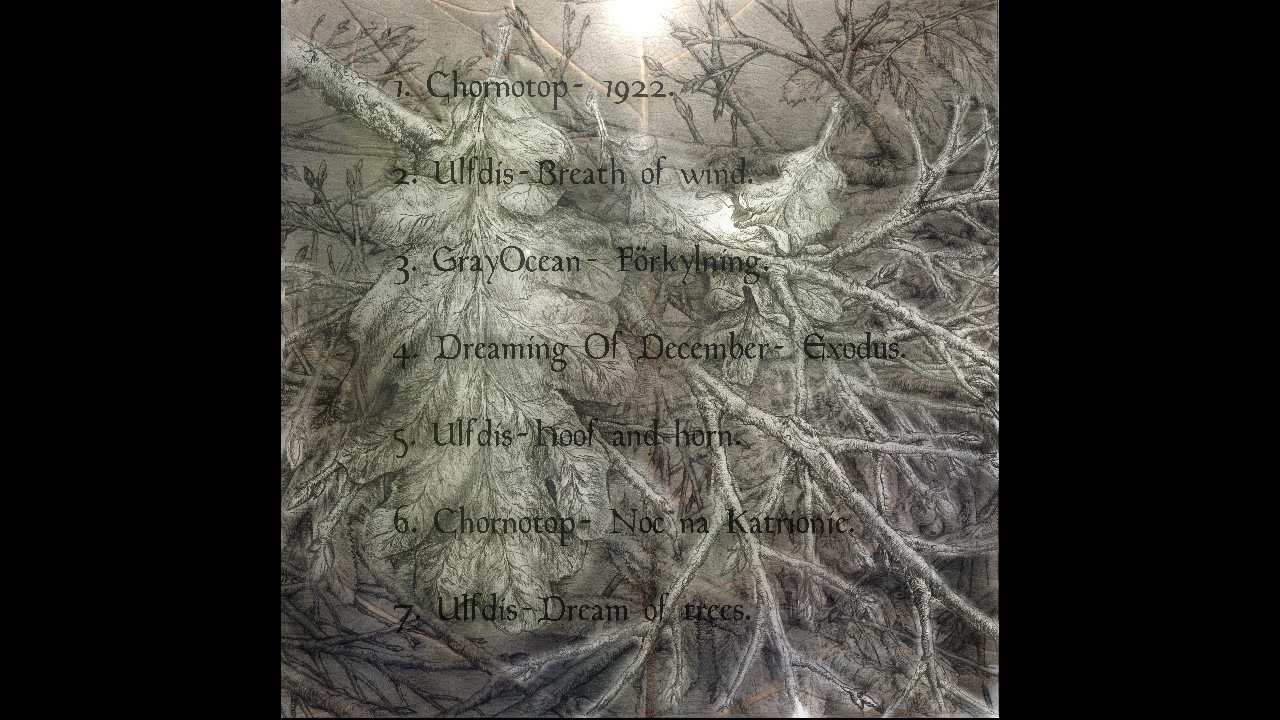 1. Chornotop- 1922.
2. Ulfdis-Breath of wind.
3. GrayOcean- Förkylning.
4. Dreaming Of December- Exodus.
5. Ulfdis-Hoof and horn.
6. Chornotop- Noc na Katrionie.
7. Ulfdis-Dream of trees.